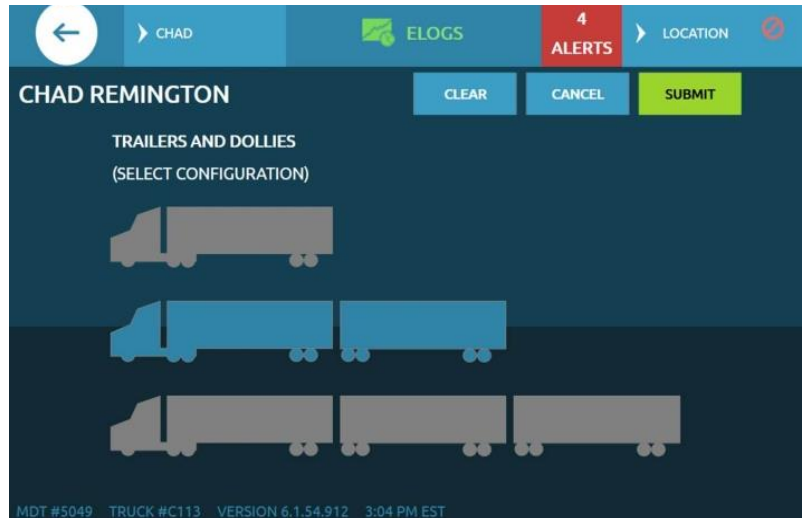 CHAD
ELOGS
4
ALERTS
LOCATION
CHAD REMINGTON
CLEAR
CANCEL
SUBMIT
TRAILERS AND DOLLIES
(SELECT CONFIGURATION)
MDT #5049 TRUCK #C113 VERSION 6.1.54.912 3:04 PM EST